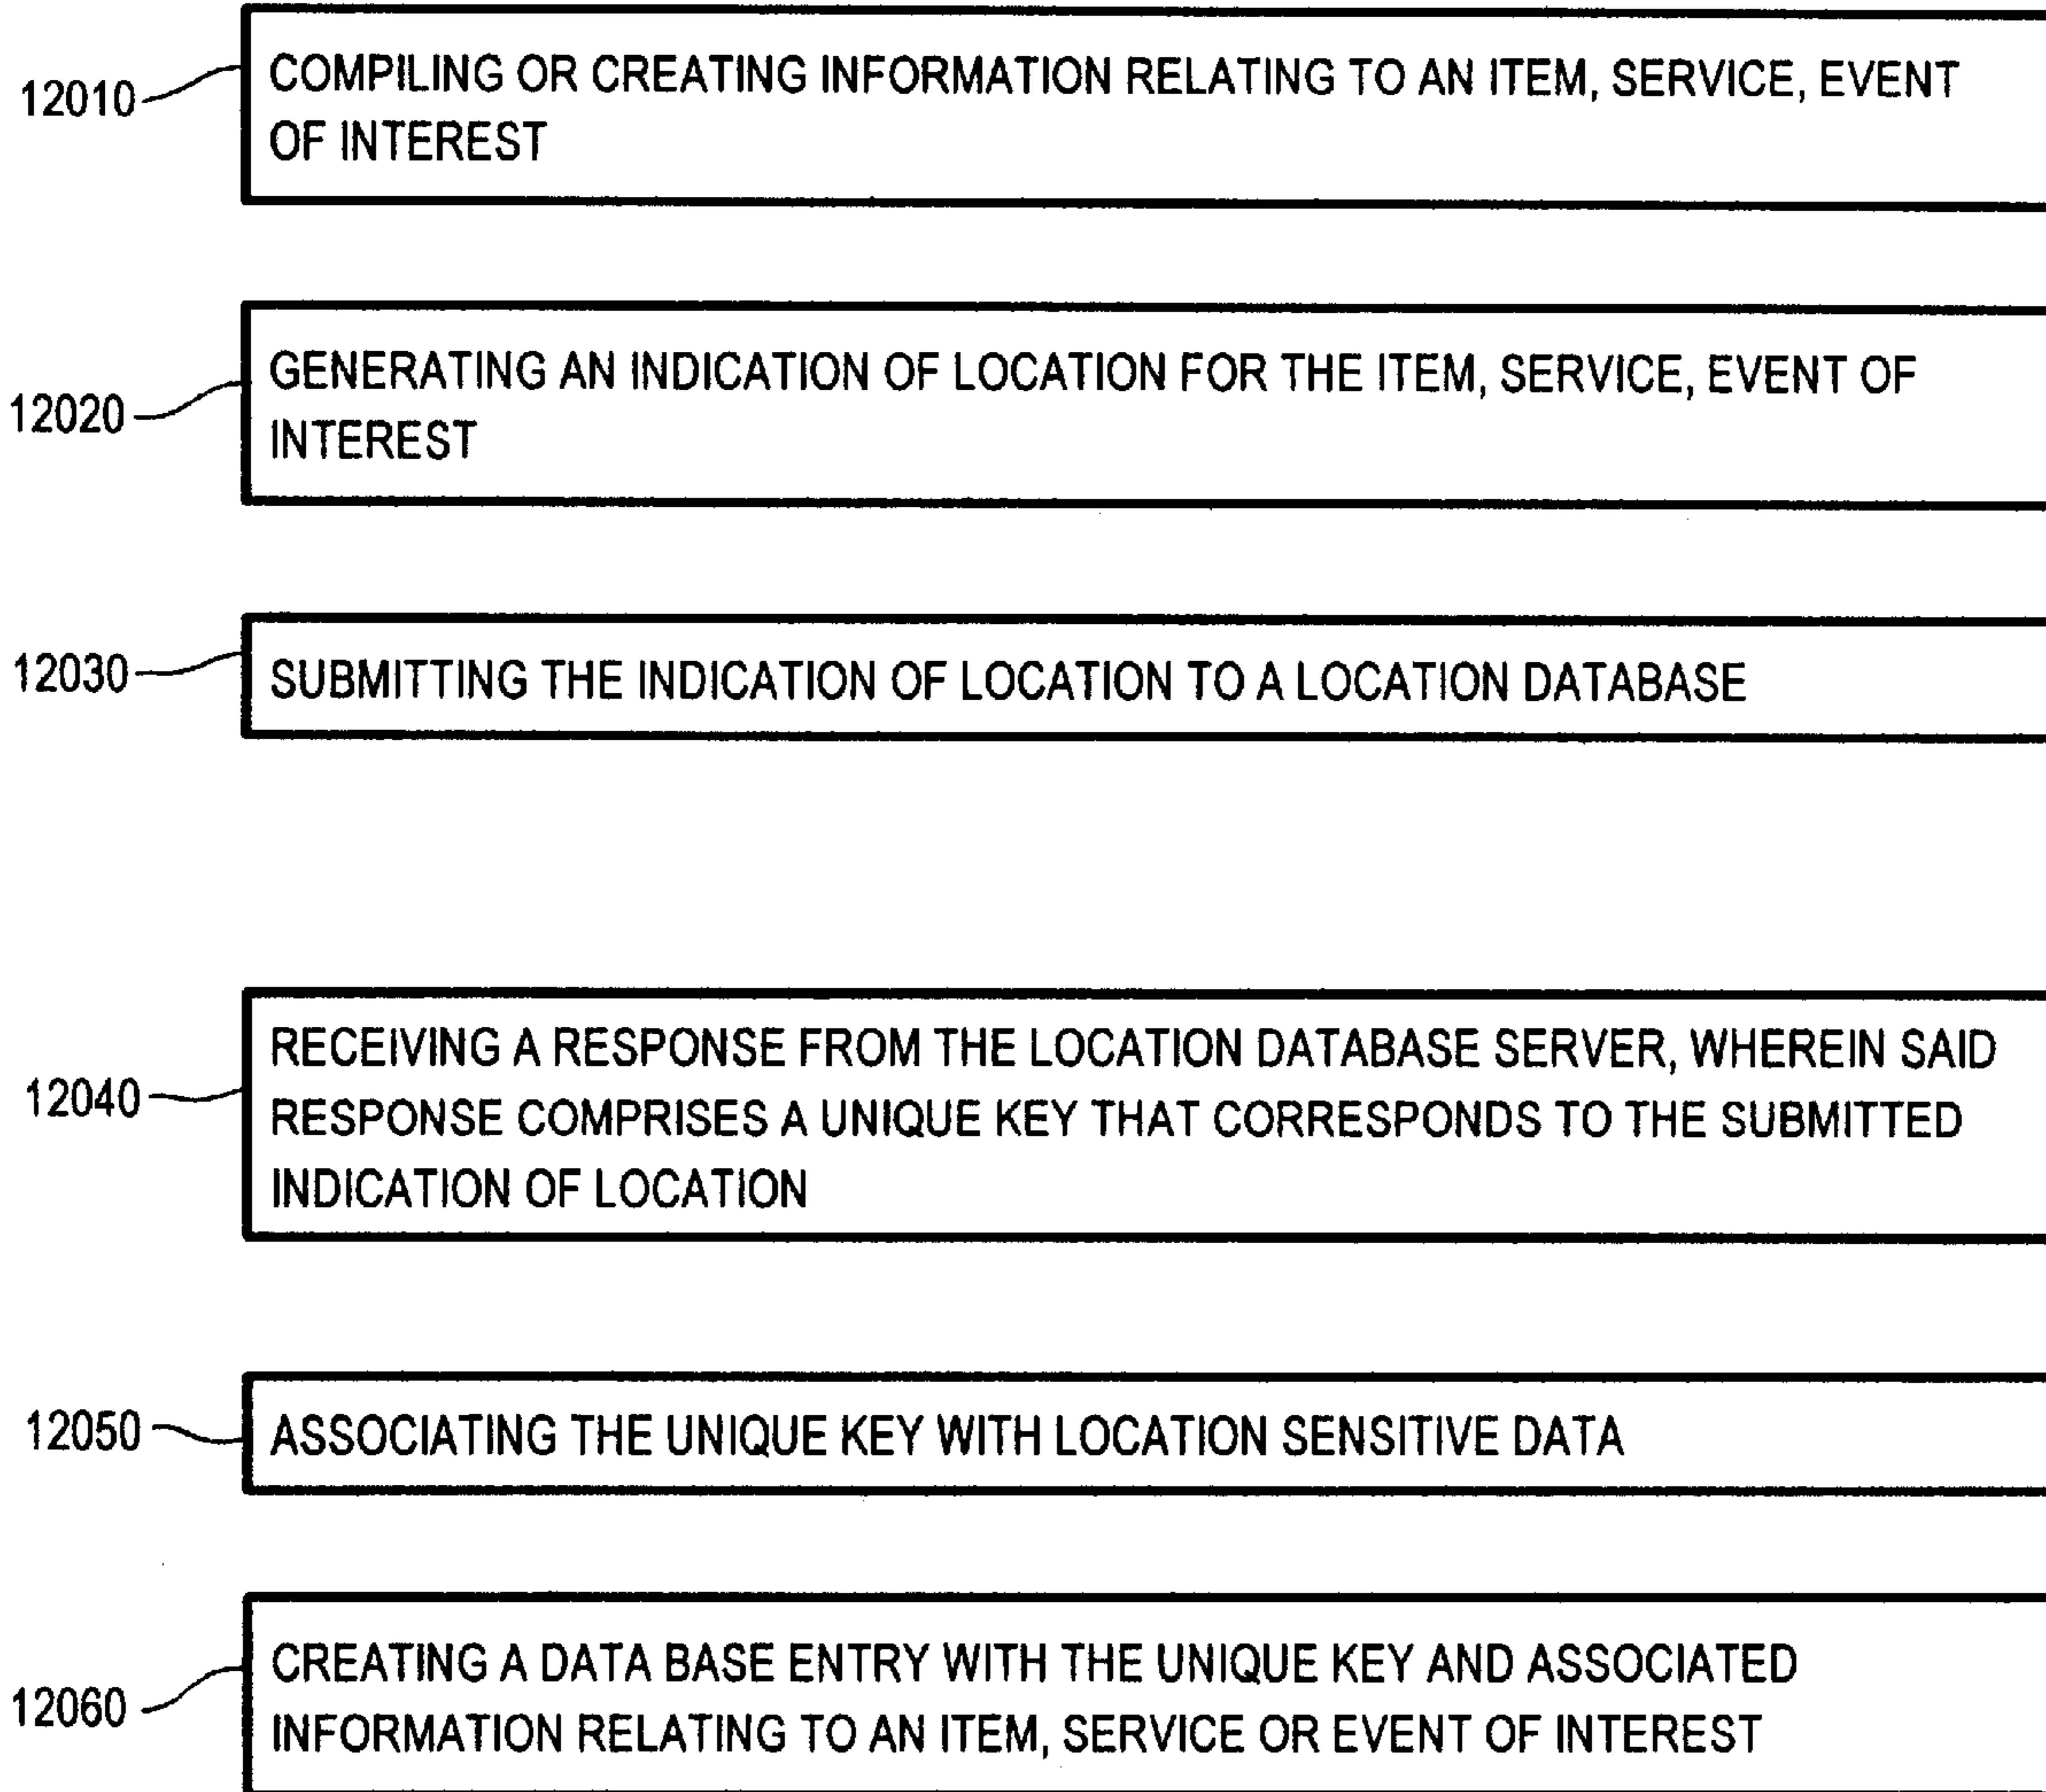 12010
COMPILING OR CREATING INFORMATION RELATING TO AN ITEM, SERVICE, EVENT
OF INTEREST
12020
GENERATING AN INDICATION OF LOCATION FOR THE ITEM, SERVICE, EVENT OF
INTEREST
12030
SUBMITTING THE INDICATION OF LOCATION TO A LOCATION DATABASE
12040
RECEIVING A RESPONSE FROM THE LOCATION DATABASE SERVER, WHEREIN SAID
RESPONSE COMPRISES A UNIQUE KEY THAT CORRESPONDS TO THE SUBMITTED
INDICATION OF LOCATION
12050
ASSOCIATING THE UNIQUE KEY WITH LOCATION SENSITIVE DATA
12060
CREATING A DATA BASE ENTRY WITH THE UNIQUE KEY AND ASSOCIATED
INFORMATION RELATING TO AN ITEM, SERVICE OR EVENT OF INTEREST